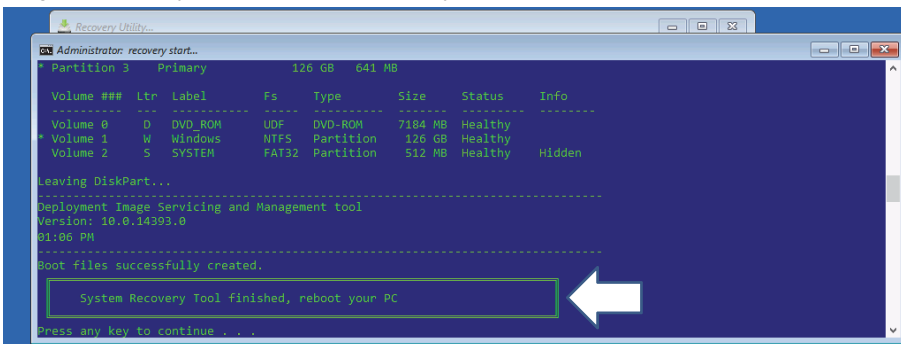 Recovery Utility...
Administrator: recovery start...
* Partition 3    Primary             126 GB   641 MB
Volume ###  Ltr  Label        Fs     Type        Size     Status     Info
----------  ---  -----------  -----  ----------  -------  ---------  --------
Volume 0     D   DVD_ROM      UDF    DVD-ROM     7184 MB  Healthy
* Volume 1     W   Windows      NTFS   Partition    126 GB  Healthy
Volume 2     S   SYSTEM       FAT32  Partition    512 MB  Healthy    Hidden
Leaving DiskPart...
Deployment Image Servicing and Management tool
Version: 10.0.14393.0
01:06 PM
Boot files successfully created.
System Recovery Tool finished, reboot your PC
Press any key to continue . . .